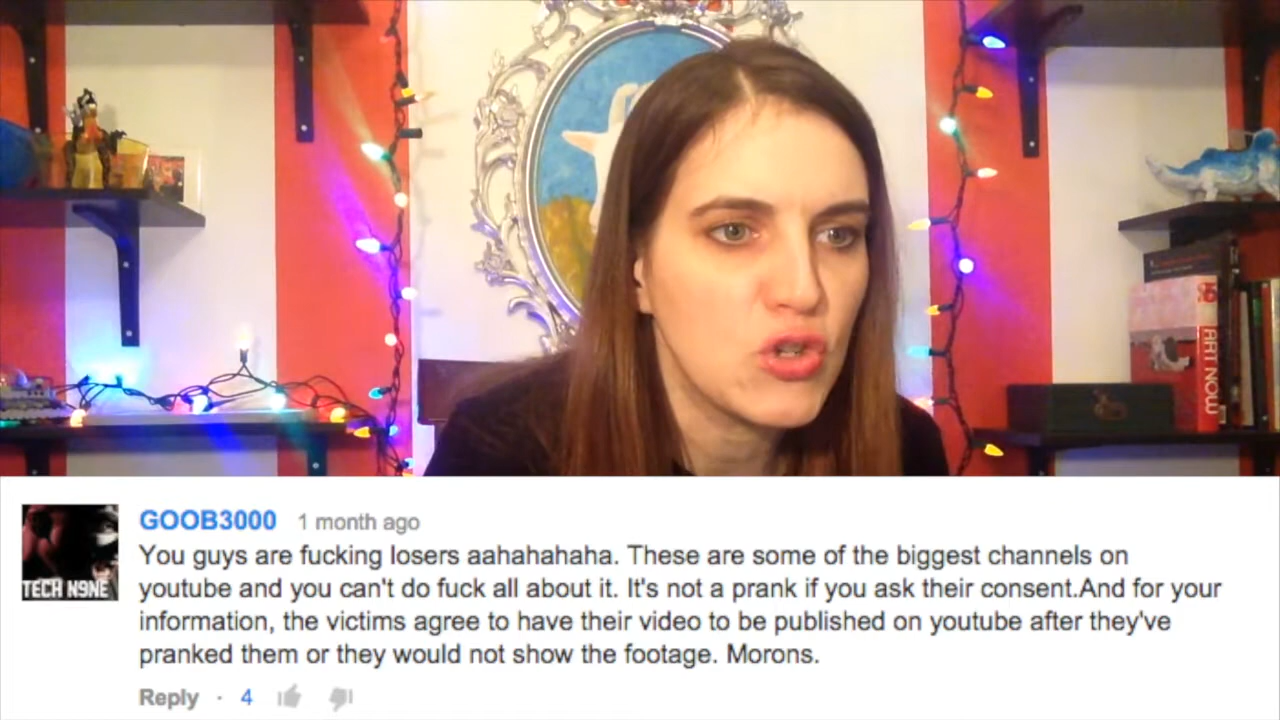 ART NOW
GOOB3000 1 month ago
You guys are fucking losers aahahahaha. These are some of the biggest channels on
youtube and you can't do fuck all about it. It's not a prank if you ask their consent.And for your
information, the victims agree to have their video to be published on youtube after they've
pranked them or they would not show the footage. Morons.
TECH N9NE
Reply · 4